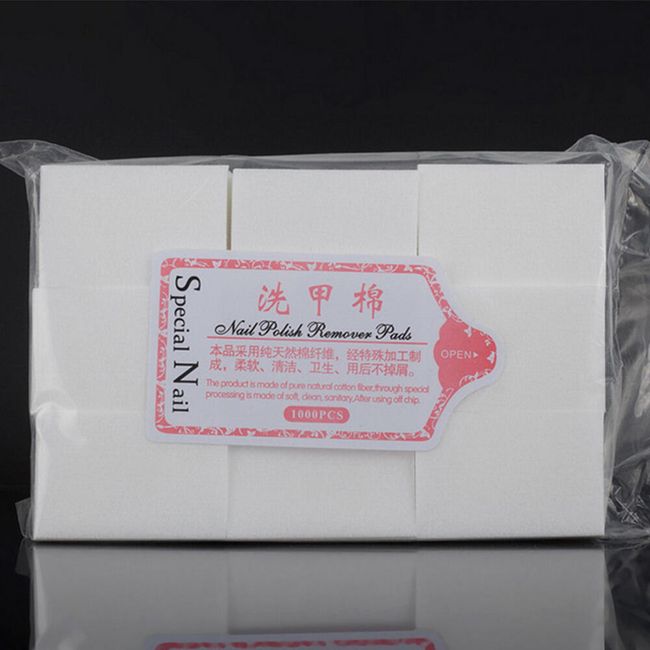 Special Nail
洗甲棉
Nail Polish Remover Pads
本品采用纯天然棉纤维，经特殊加工制
成，柔软、清洁、卫生、用后不掉屑。
The product is made of pure natural cotton fiber,through special
processing is made of soft, clean, sanitary,After using off chip.
1000PCS
OPEN